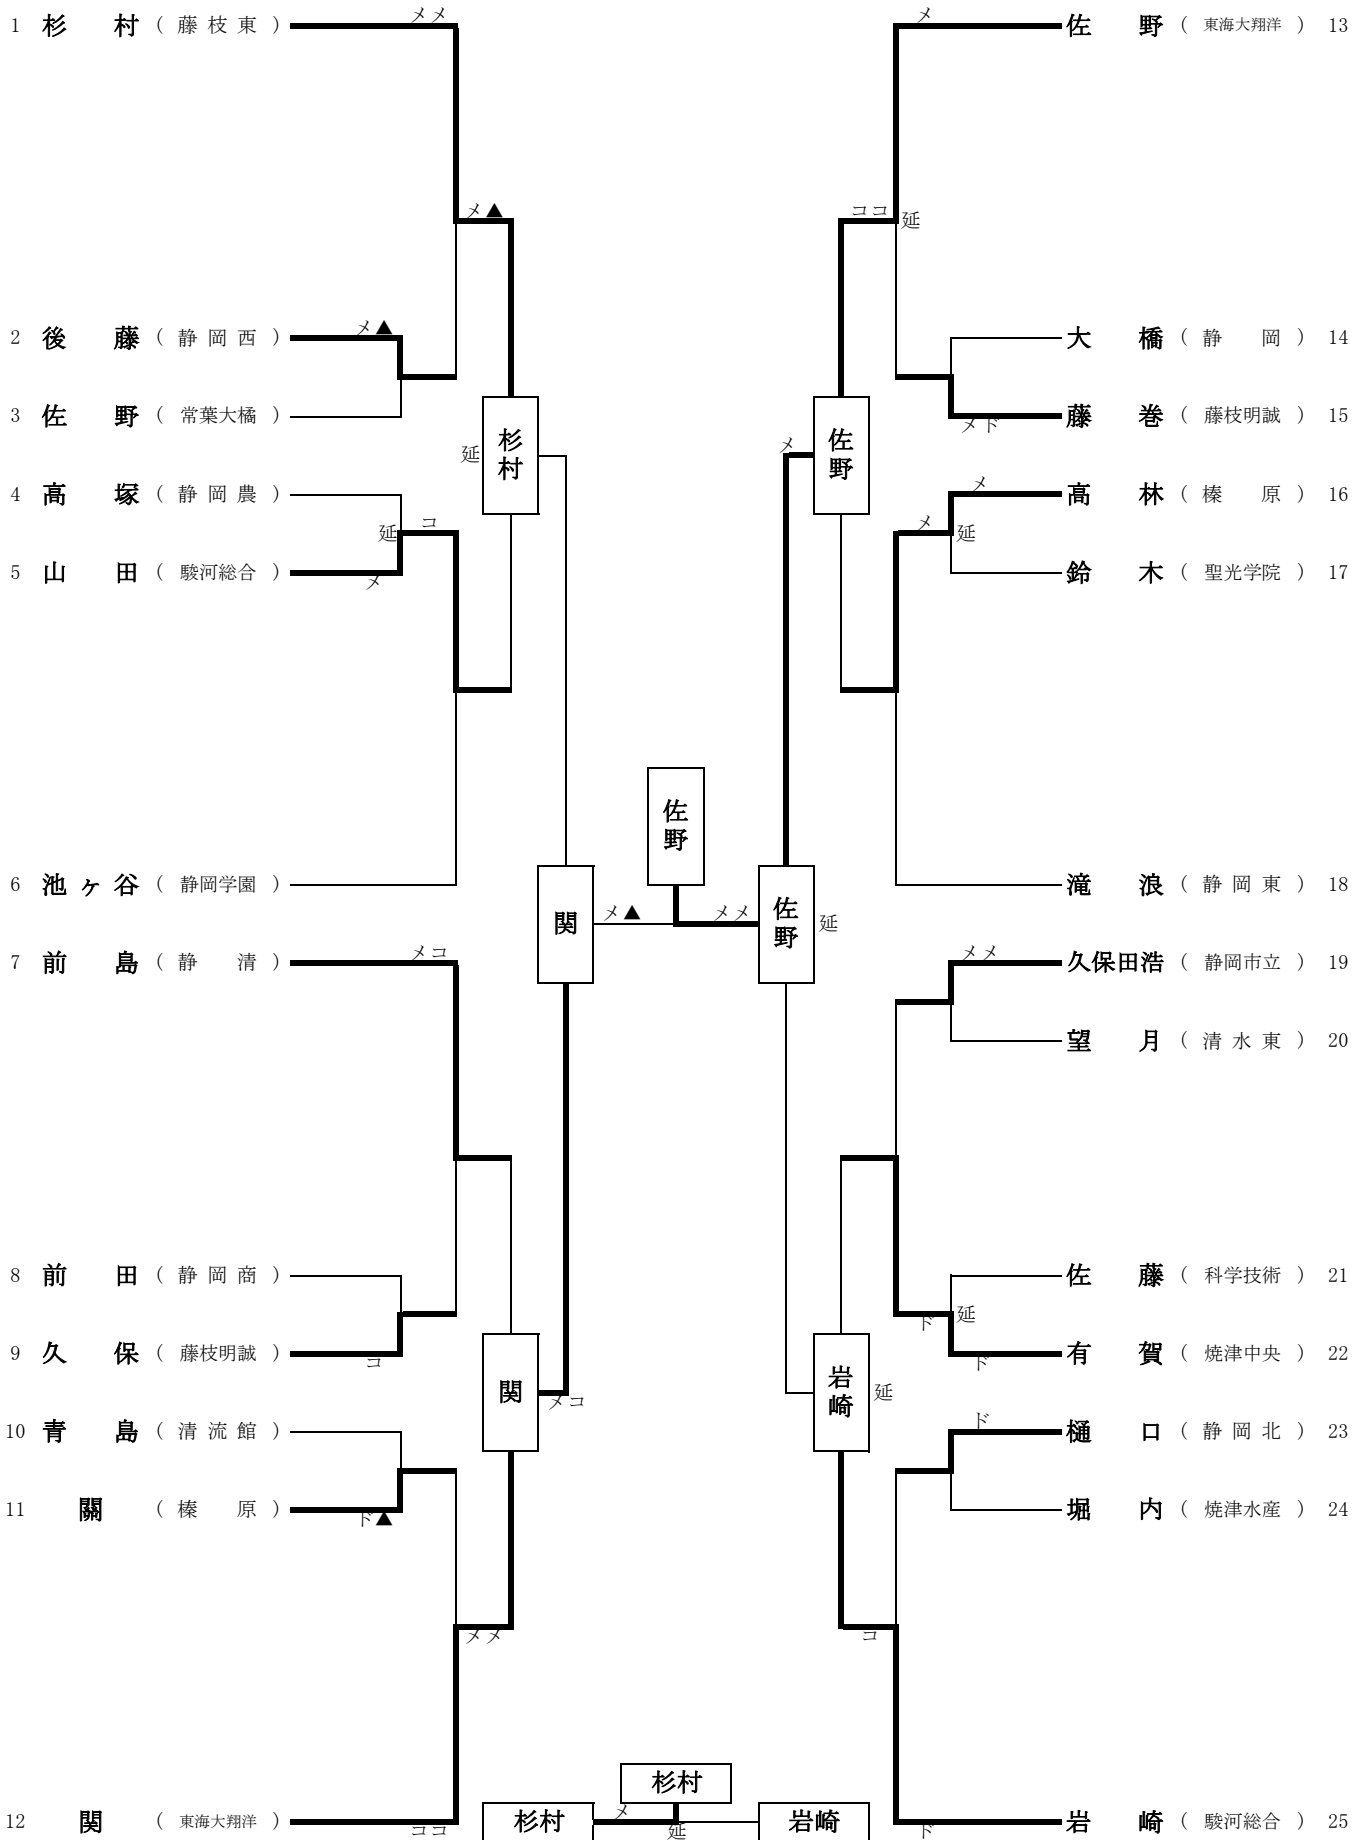 メメ
メ
1 杉 村 ( 藤 枝 東 )
佐 野 ( 東海大翔洋 ) 13
メ▲
ココ
延
メ▲
2 後 藤 ( 静 岡 西 )
大 橋 ( 静 岡 ) 14
3 佐 野 ( 常葉大橘 )
藤 巻 ( 藤枝明誠 ) 15
メド
延
杉村
メ
佐野
4 高 塚 ( 静 岡 農 )
メ
高 林 ( 榛 原 ) 16
延
コ
メ
延
5 山 田 ( 駿河総合 )
メ
鈴 木 ( 聖光学院 ) 17
佐野
6 池 ヶ 谷 ( 静岡学園 )
滝 浪 ( 静 岡 東 ) 18
関
メ▲
メメ
佐野
延
7 前 島 ( 静 清 )
メコ
メメ
久保田浩 ( 静岡市立 ) 19
望 月 ( 清 水 東 ) 20
8 前 田 ( 静 岡 商 )
佐 藤 ( 科学技術 ) 21
ド
延
9 久 保 ( 藤枝明誠 )
コ
有 賀 ( 焼津中央 ) 22
ド
関
メコ
岩崎
延
10 青 島 ( 清 流 館 )
ド
樋 口 ( 静 岡 北 ) 23
11 關 ( 榛 原 )
ド▲
堀 内 ( 焼津水産 ) 24
メメ
コ
杉村
12 関 ( 東海大翔洋 )
ココ
杉村
メ
延
岩崎
ド
岩 崎 ( 駿河総合 ) 25